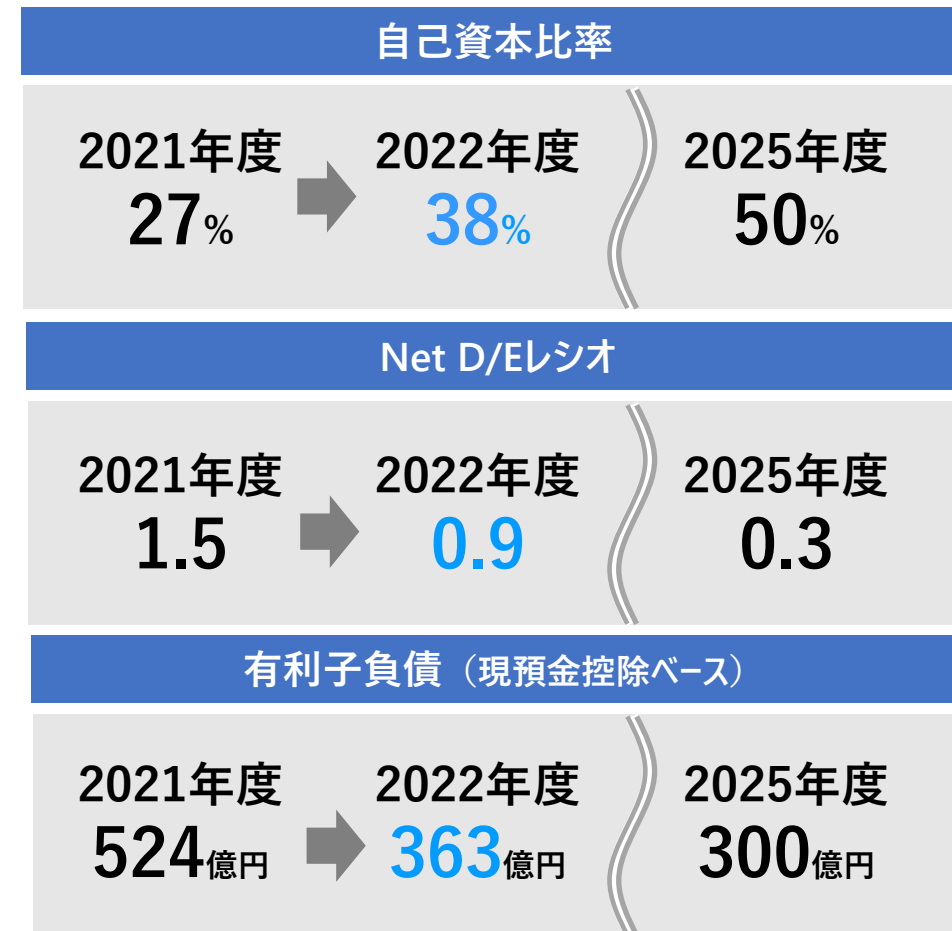 自己資本比率
2021年度 2022年度 2025年度
27% 38% 50%
Net D/Eレシオ
2021年度 2022年度 2025年度
1.5 0.9 0.3
有利子負債（現預金控除ベース）
2021年度 2022年度 2025年度
524億円 363億円 300億円